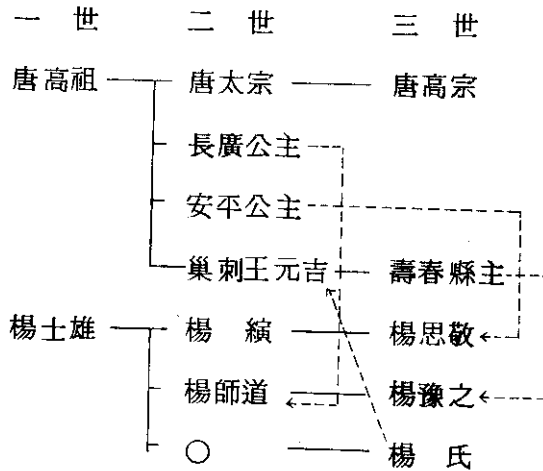 一世 二世 三世
唐高祖 唐太宗 唐高宗
長廣公主
安平公主
巢刺王元吉 壽春縣主
楊士雄 楊縯 楊思敬
楊師道 楊豫之
○ 楊氏